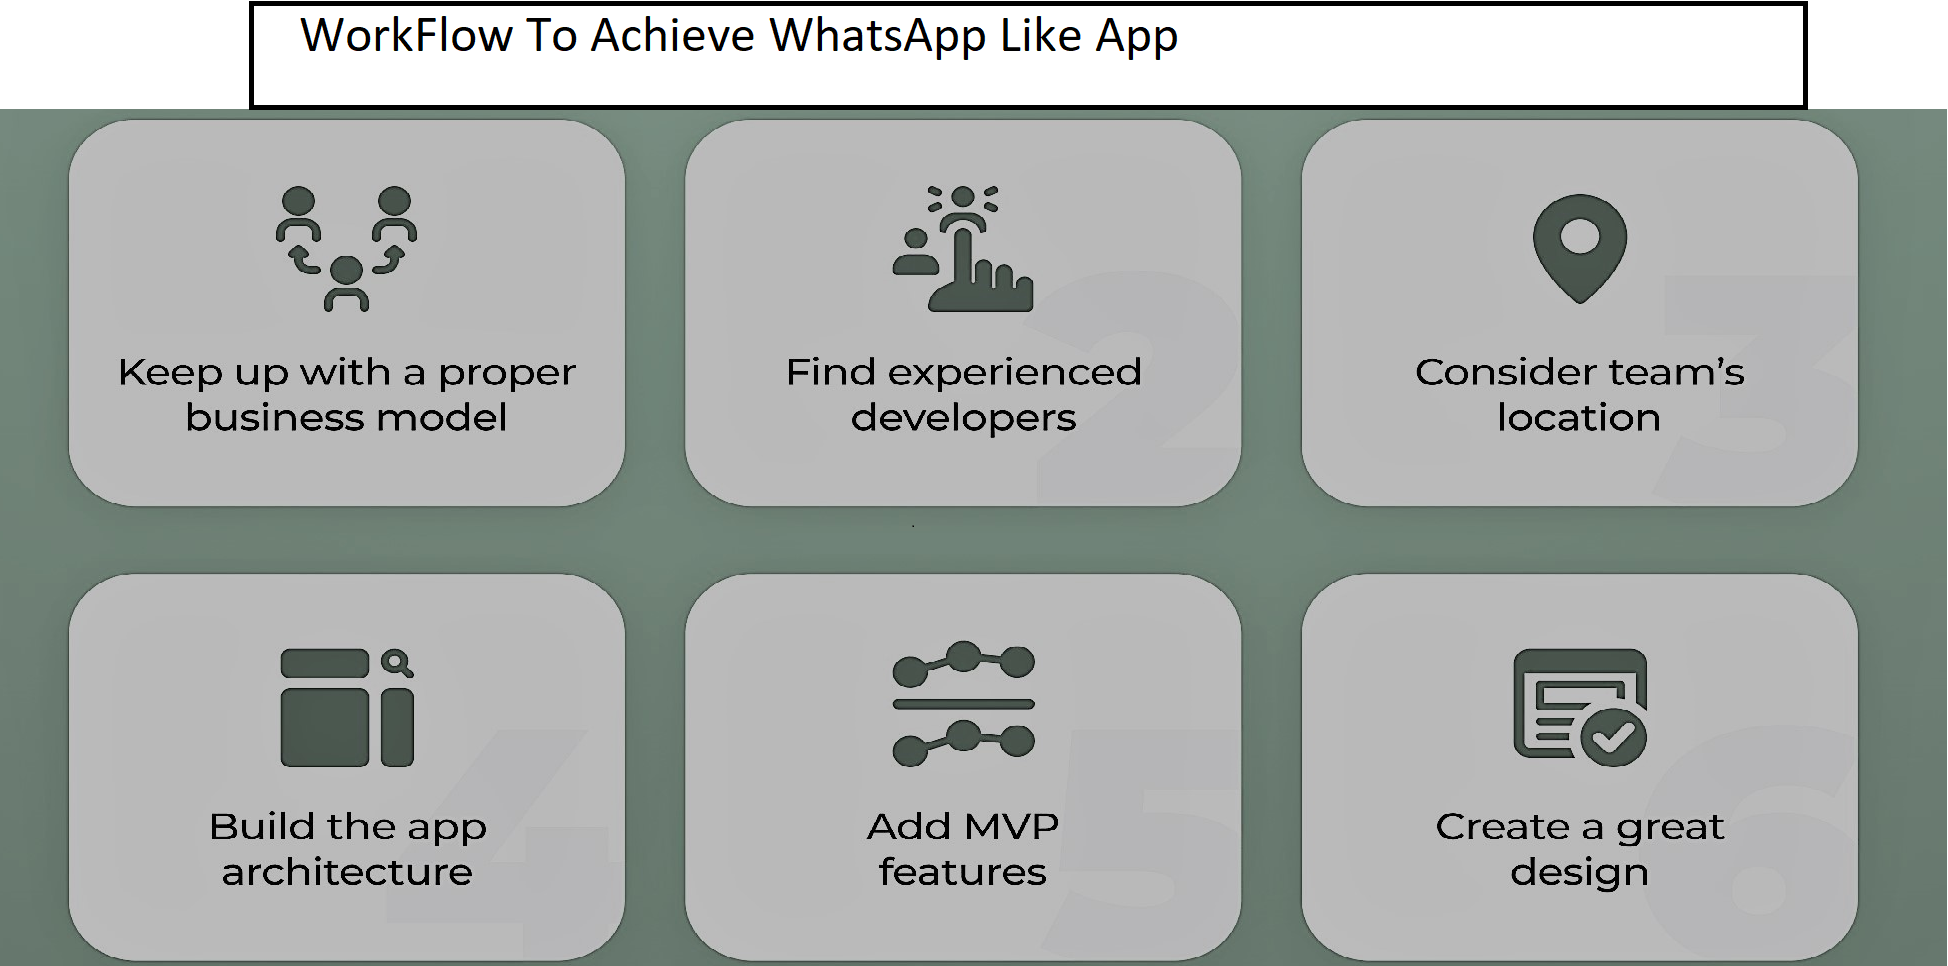 WorkFlow To Achieve WhatsApp Like App
Keep up with a proper
business model
2
Find experienced
developers
3
Consider team’s
location
4
Build the app
architecture
5
Add MVP
features
6
Create a great
design